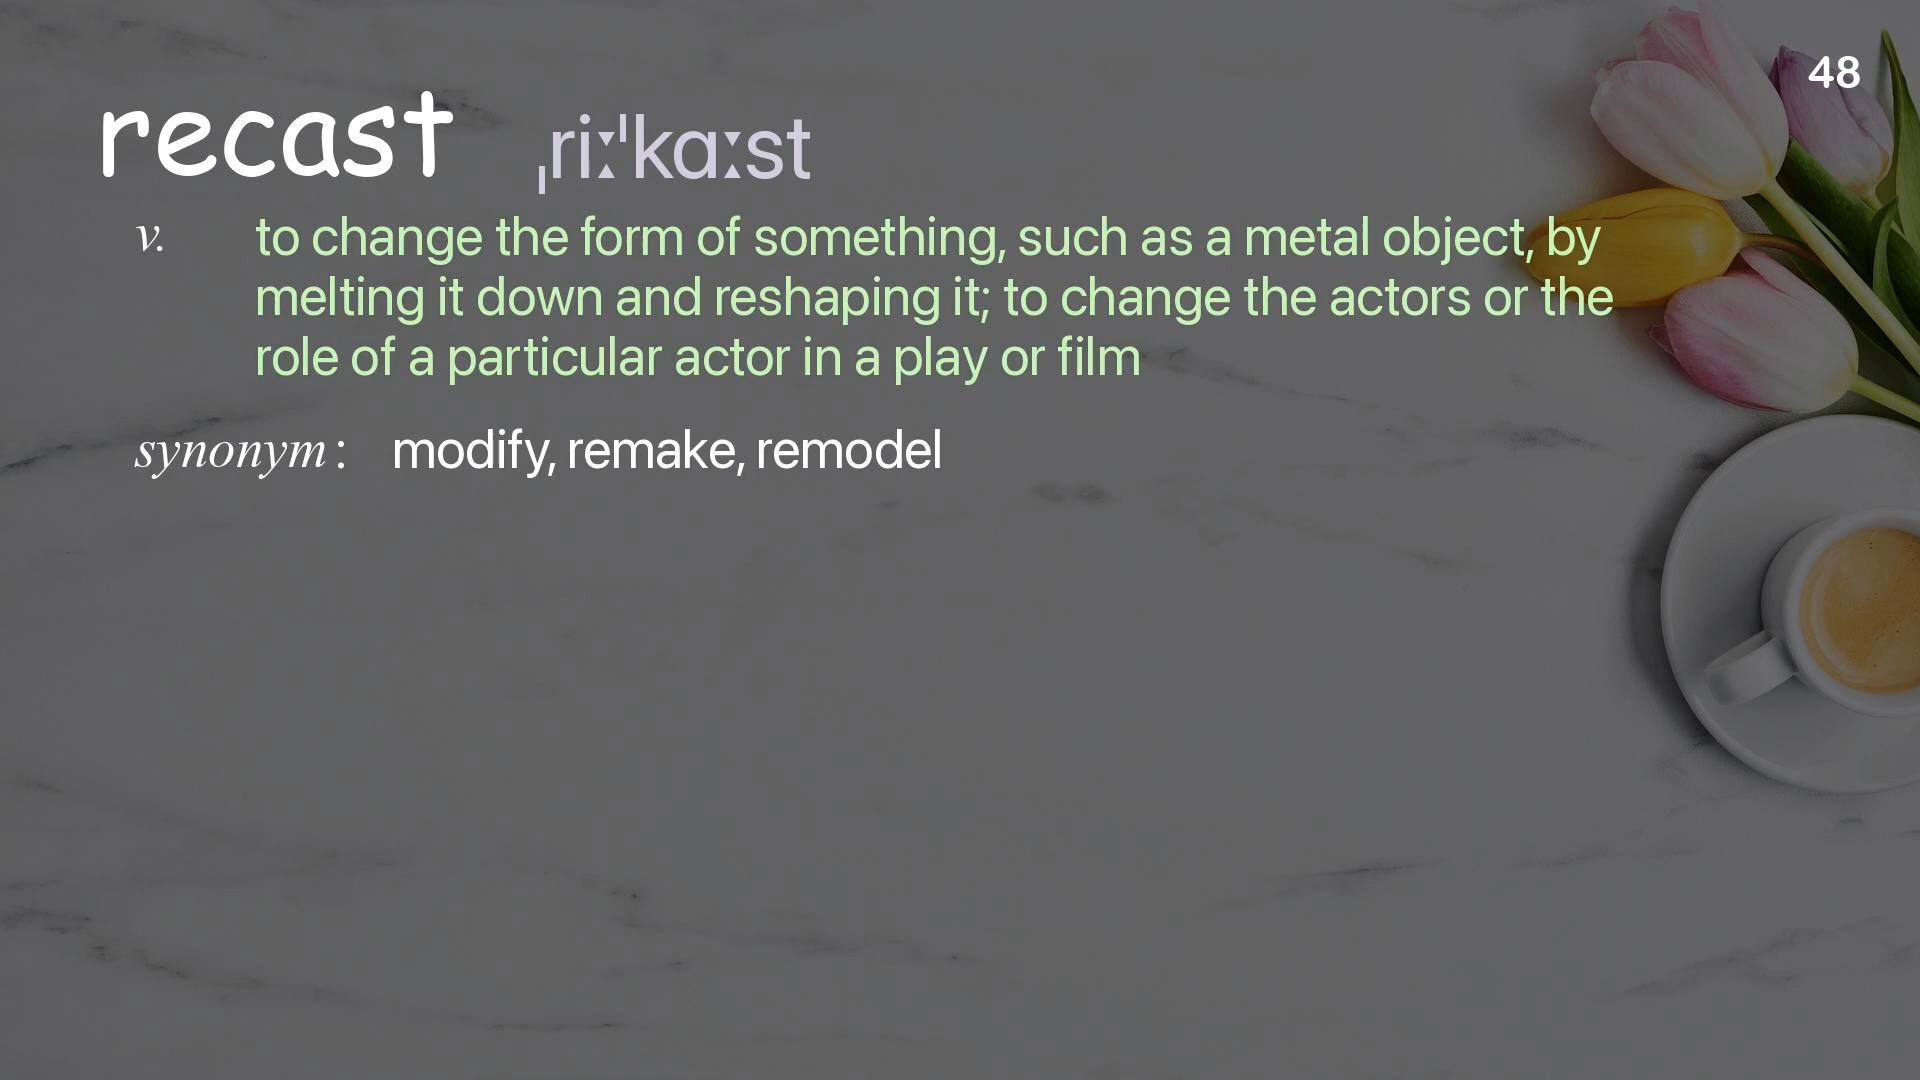 48
recast ˌriːˈkɑːst
v. to change the form of something, such as a metal object, by
melting it down and reshaping it; to change the actors or the
role of a particular actor in a play or film
synonym : modify, remake, remodel